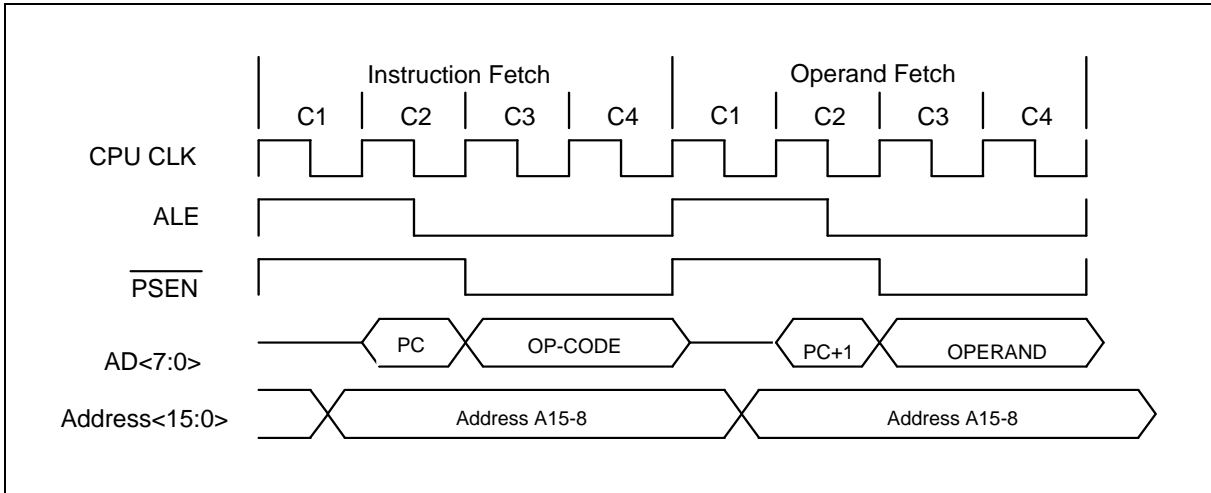 Instruction Fetch Operand Fetch
C1 C2 C3 C4 C1 C2 C3 C4
CPU CLK
ALE
PSEN
AD<7:0> PC OP-CODE PC+1 OPERAND
Address<15:0> Address A15-8 Address A15-8